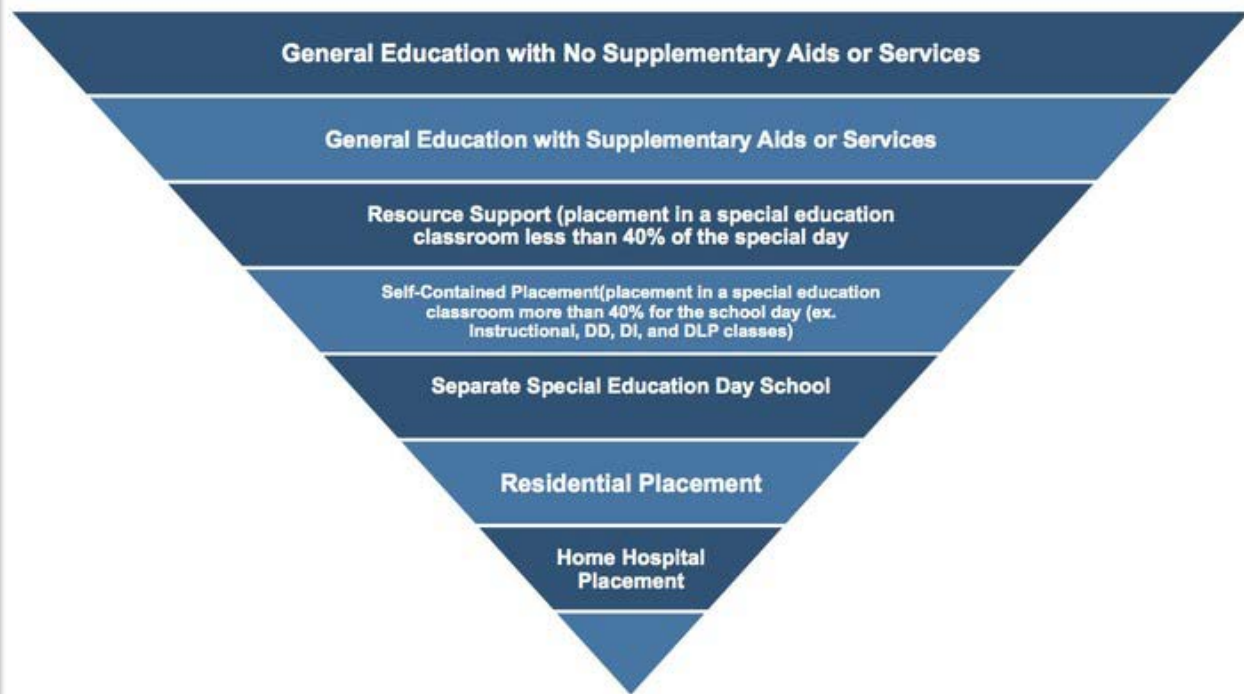 General Education with No Supplementary Aids or Services
General Education with Supplementary Aids or Services
Resource Support (placement in a special education
classroom less than 40% of the special day
Self-Contained Placement(placement in a special education
classroom more than 40% for the school day (ex.
Instructional, DD, DI, and DLP classes)
Separate Special Education Day School
Residential Placement
Home Hospital
Placement